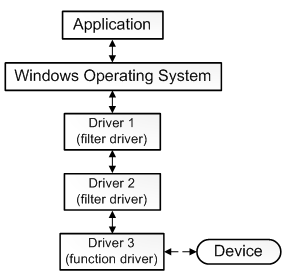 Application
Windows Operating System
Driver 1
(filter driver)
Driver 2
(filter driver)
Driver 3
(function driver)
Device